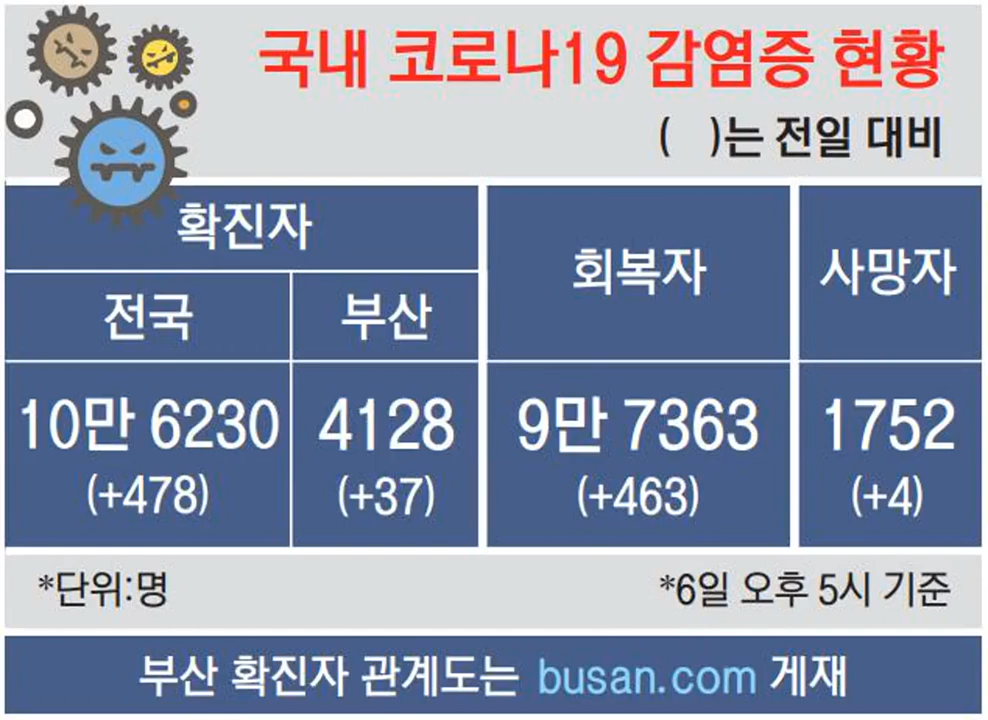 국내 코로나19 감염증 현황
( )는 전일 대비
확진자
회복자
사망자
전국
부산
10만 6230
4128
9만 7363
1752
(+478)
(+37)
(+463)
(+4)
*단위:명
*6일 오후 5시 기준
부산 확진자 관계도는 busan.com 게재